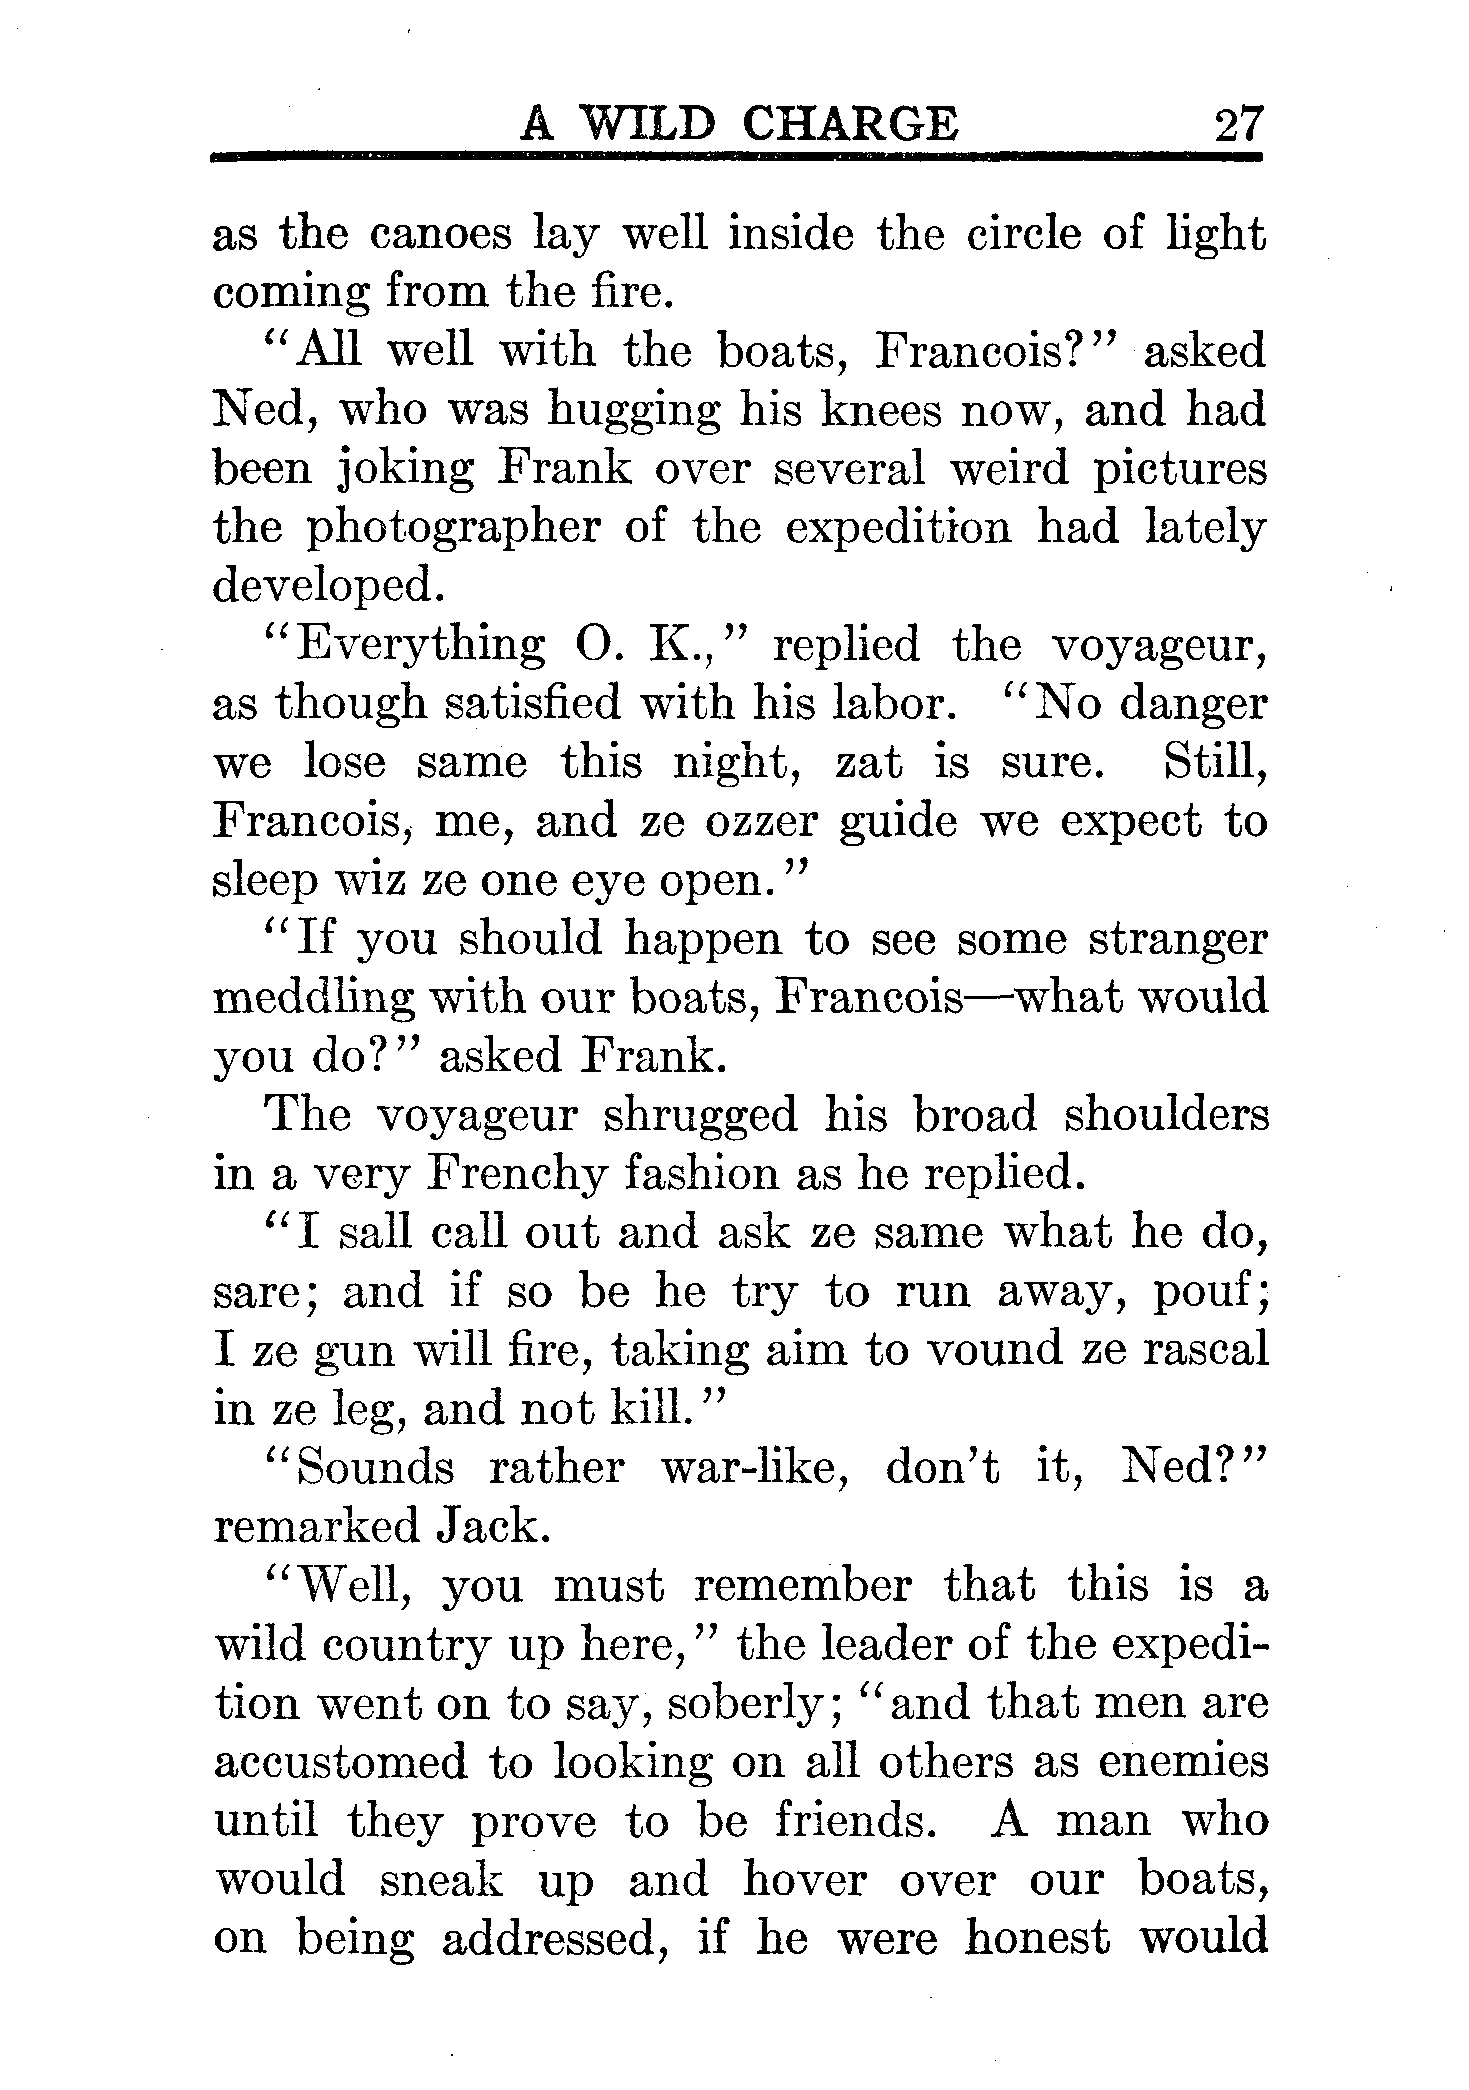 A WILD CHARGE 27
as the canoes lay well inside the circle of light
coming from the fire.
"All well with the boats, Francois?" asked
Ned, who was hugging his knees now, and had
been joking Frank over several weird pictures
the photographer of the expedition had lately
developed.
"Everything O. K.," replied the voyageur,
as though satisfied with his labor. "No danger
we lose same this night, zat is sure. Still,
Francois, me, and ze ozzer guide we expect to
sleep wiz ze one eye open."
"If you should happen to see some stranger
meddling with our boats, Francois—what would
you do?" asked Frank.
The voyageur shrugged his broad shoulders
in a very Frenchy fashion as he replied.
"I sall call out and ask ze same what he do,
sare; and if so be he try to run away, pouf;
I ze gun will fire, taking aim to vound ze rascal
in ze leg, and not kill."
"Sounds rather war-like, don't it, Ned?"
remarked Jack.
"Well, you must remember that this is a
wild country up here," the leader of the expedi-
tion went on to say, soberly; "and that men are
accustomed to looking on all others as enemies
until they prove to be friends. A man who
would sneak up and hover over our boats,
on being addressed, if he were honest would